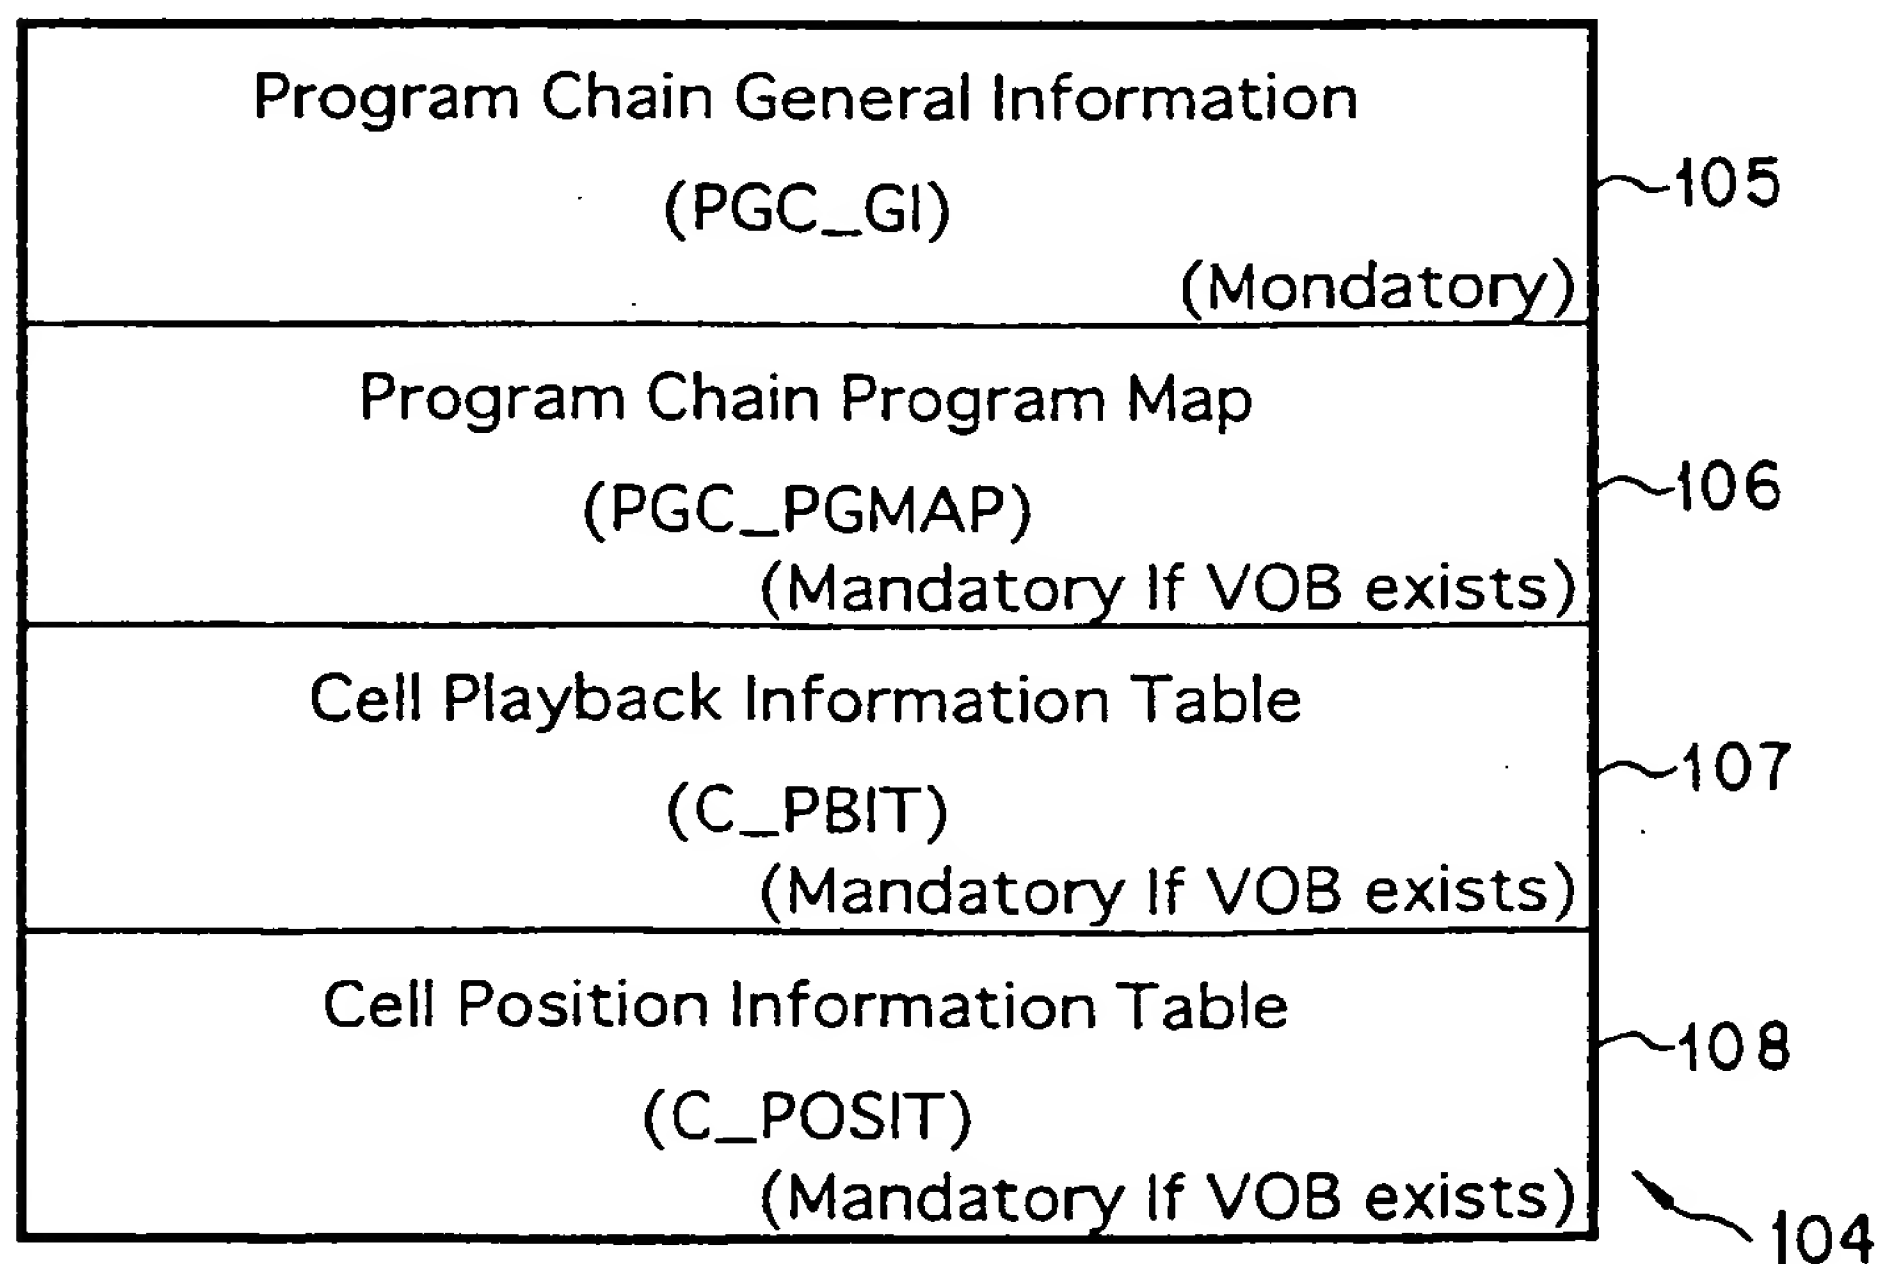 Program Chain General Information
(PGC_GI)
(Mondatory)
105
Program Chain Program Map
(PGC_PGMAP)
(Mandatory If VOB exists)
106
Cell Playback Information Table
(C_PBIT)
(Mandatory If VOB exists)
107
Cell Position Information Table
(C_POSIT)
(Mandatory If VOB exists)
108
104